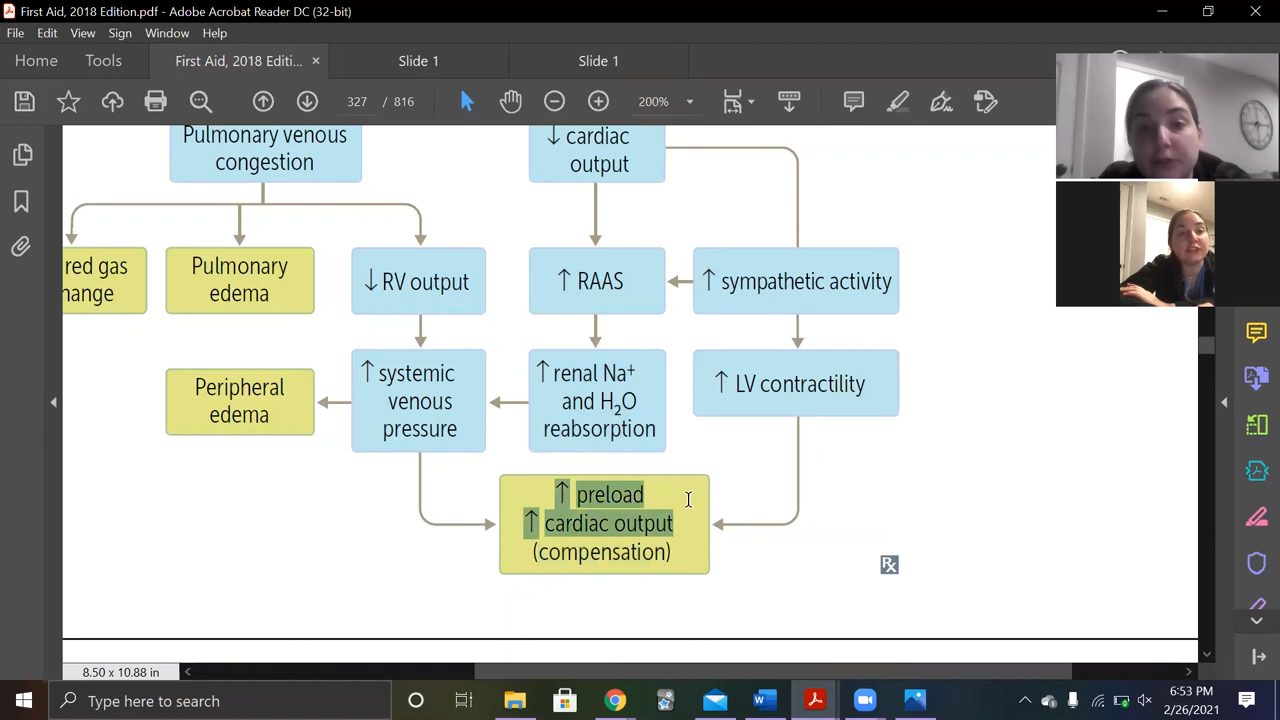 First Aid, 2018 Edition.pdf - Adobe Acrobat Reader DC (32-bit)
File Edit View Sign Window Help
Home Tools First Aid, 2018 Editi... × Slide 1 Slide 1
327 / 816 200%
Pulmonary venous
congestion
↓ cardiac
output
red gas
hange
Pulmonary
edema
↓ RV output
↑ RAAS
↑ sympathetic activity
Peripheral
edema
↑ systemic
venous
pressure
↑ renal Na⁺
and H₂O
reabsorption
↑ LV contractility
↑ preload
↑ cardiac output
(compensation)
Rx
8.50 x 10.88 in
Type here to search
6:53 PM
2/26/2021